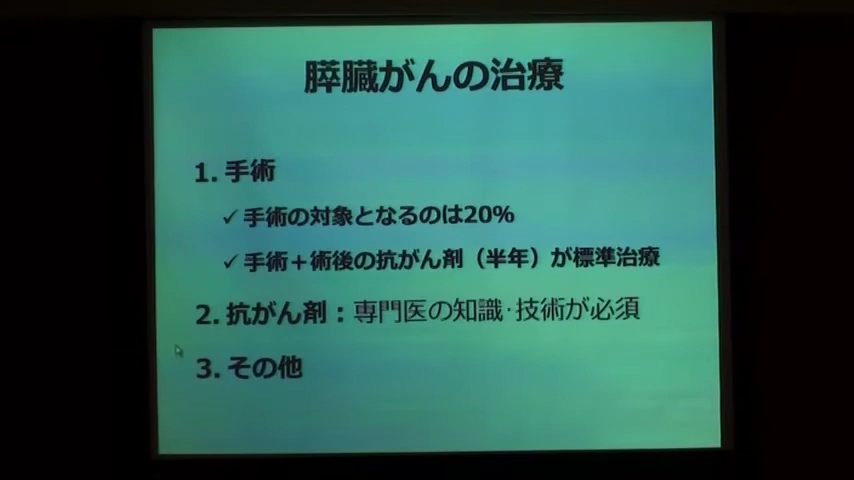 膵臓がんの治療
1. 手術
✓ 手術の対象となるのは20%
✓ 手術＋術後の抗がん剤（半年）が標準治療
2. 抗がん剤：専門医の知識･技術が必須
3. その他